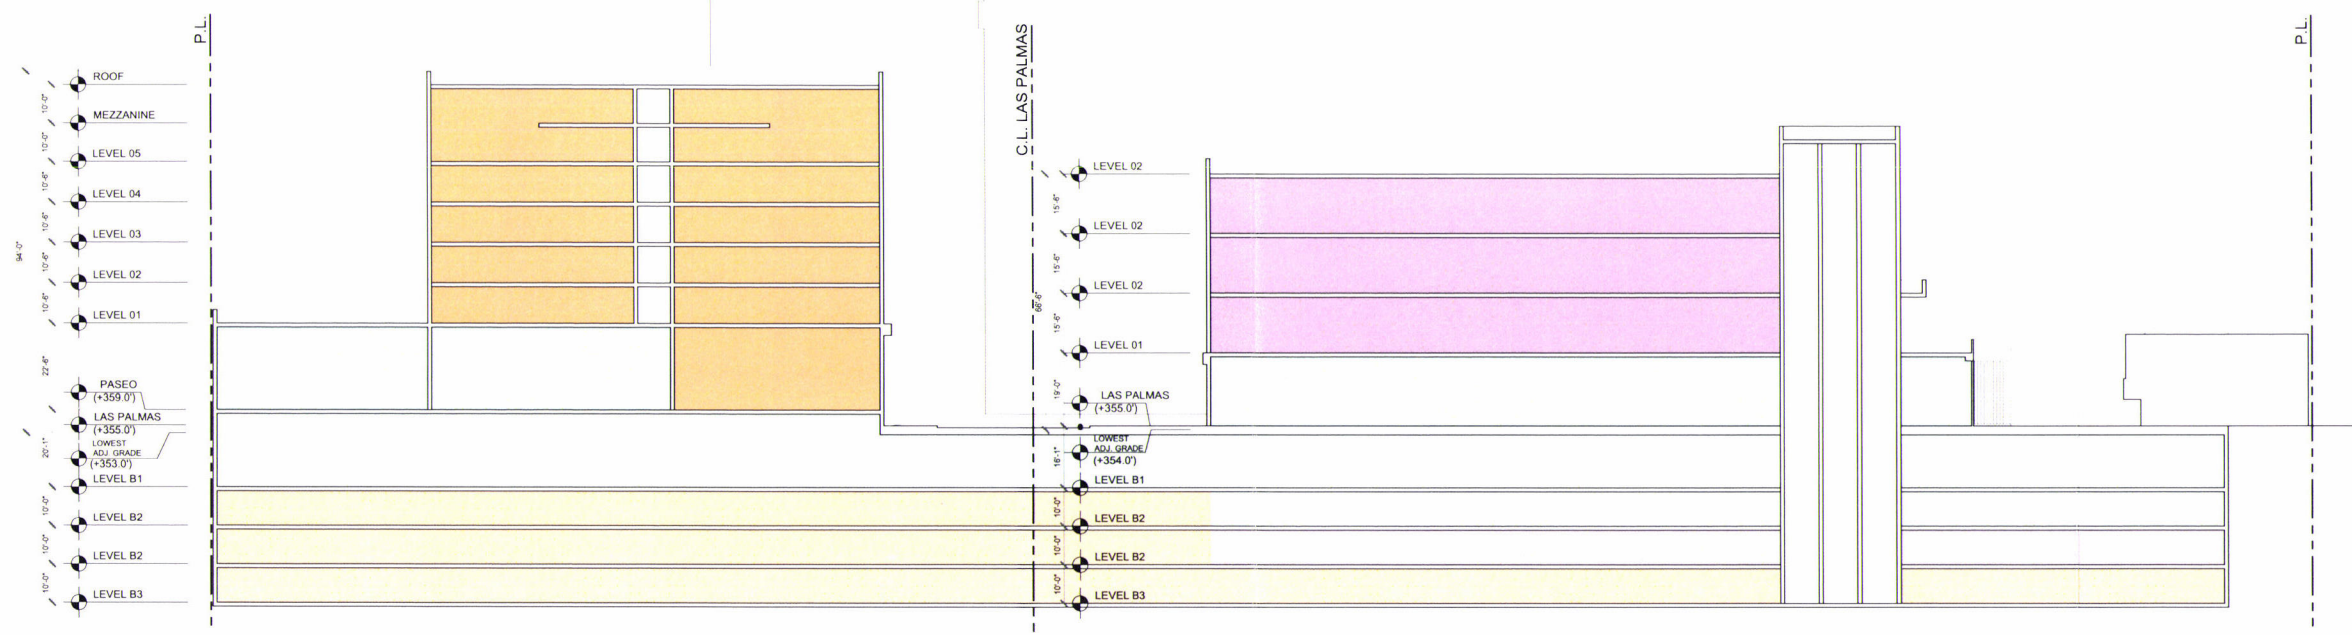 P.L.
C.L. LAS PALMAS
P.L.
ROOF
10'-0"
MEZZANINE
10'-0"
LEVEL 05
10'-6"
LEVEL 04
10'-6"
LEVEL 03
94'-0"
10'-6"
LEVEL 02
10'-6"
LEVEL 01
22'-6"
PASEO
(+359.0')
LAS PALMAS
(+355.0')
LOWEST
ADJ. GRADE
(+353.0')
20'-1"
LEVEL B1
10'-0"
LEVEL B2
10'-0"
LEVEL B2
10'-0"
LEVEL B3
LEVEL 02
15'-6"
LEVEL 02
15'-6"
LEVEL 02
66'-6"
15'-6"
LEVEL 01
19'-0"
LAS PALMAS
(+355.0')
LOWEST
ADJ. GRADE
(+354.0')
16'-1"
LEVEL B1
10'-0"
LEVEL B2
10'-0"
LEVEL B2
10'-0"
LEVEL B3